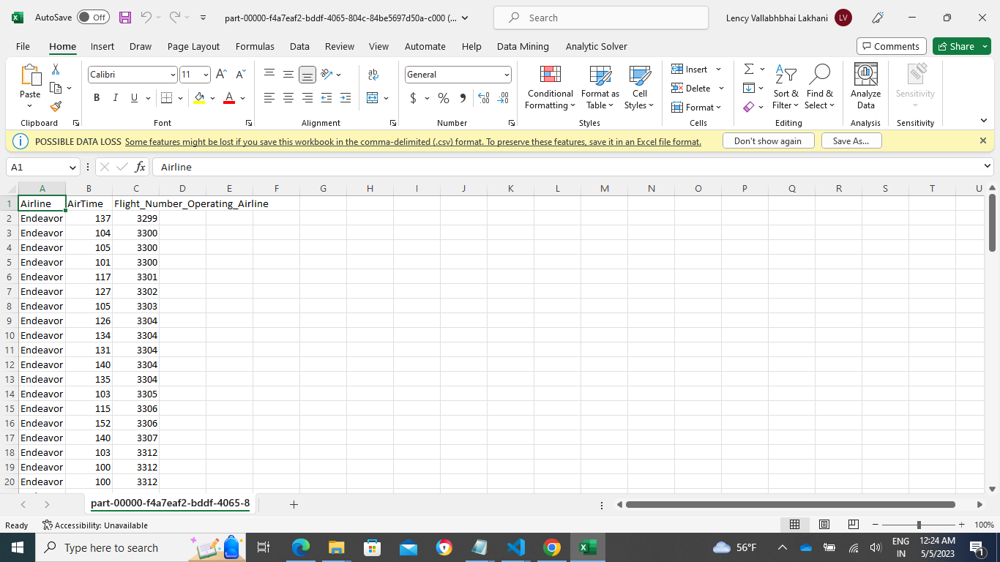 AutoSave Off part-00000-f4a7eaf2-bddf-4065-804c-84be5697d50a-c000 (... Search Lency Vallabhbhai Lakhani LV
File Home Insert Draw Page Layout Formulas Data Review View Automate Help Data Mining Analytic Solver Comments Share
Paste
Clipboard
Calibri 11 A A
B I U A
Font
ab
Alignment
General
$ % , .00
Number
Conditional Formatting
Format as Table
Cell Styles
Styles
Insert
Delete
Format
Cells
Sort & Filter
Find & Select
Editing
Analyze Data
Analysis
Sensitivity
Sensitivity
POSSIBLE DATA LOSS Some features might be lost if you save this workbook in the comma-delimited (.csv) format. To preserve these features, save it in an Excel file format. Don't show again Save As...
A1 fx Airline
A B C D E F G H I J K L M N O P Q R S T U
1 Airline AirTime Flight_Number_Operating_Airline
2 Endeavor 137 3299
3 Endeavor 104 3300
4 Endeavor 105 3300
5 Endeavor 101 3300
6 Endeavor 117 3301
7 Endeavor 127 3302
8 Endeavor 105 3303
9 Endeavor 126 3304
10 Endeavor 134 3304
11 Endeavor 131 3304
12 Endeavor 140 3304
13 Endeavor 135 3304
14 Endeavor 103 3305
15 Endeavor 115 3306
16 Endeavor 152 3306
17 Endeavor 140 3307
18 Endeavor 103 3312
19 Endeavor 100 3312
20 Endeavor 100 3312
part-00000-f4a7eaf2-bddf-4065-8
Ready Accessibility: Unavailable 100%
Type here to search 56°F ENG IN 12:24 AM 5/5/2023 1